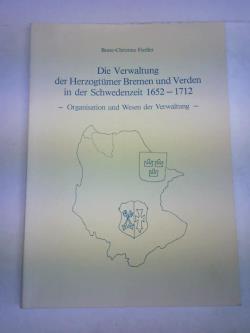 Beate-Christine Fiedler
Die Verwaltung
der Herzogtümer Bremen und Verden
in der Schwedenzeit 1652 – 1712
– Organisation und Wesen der Verwaltung –